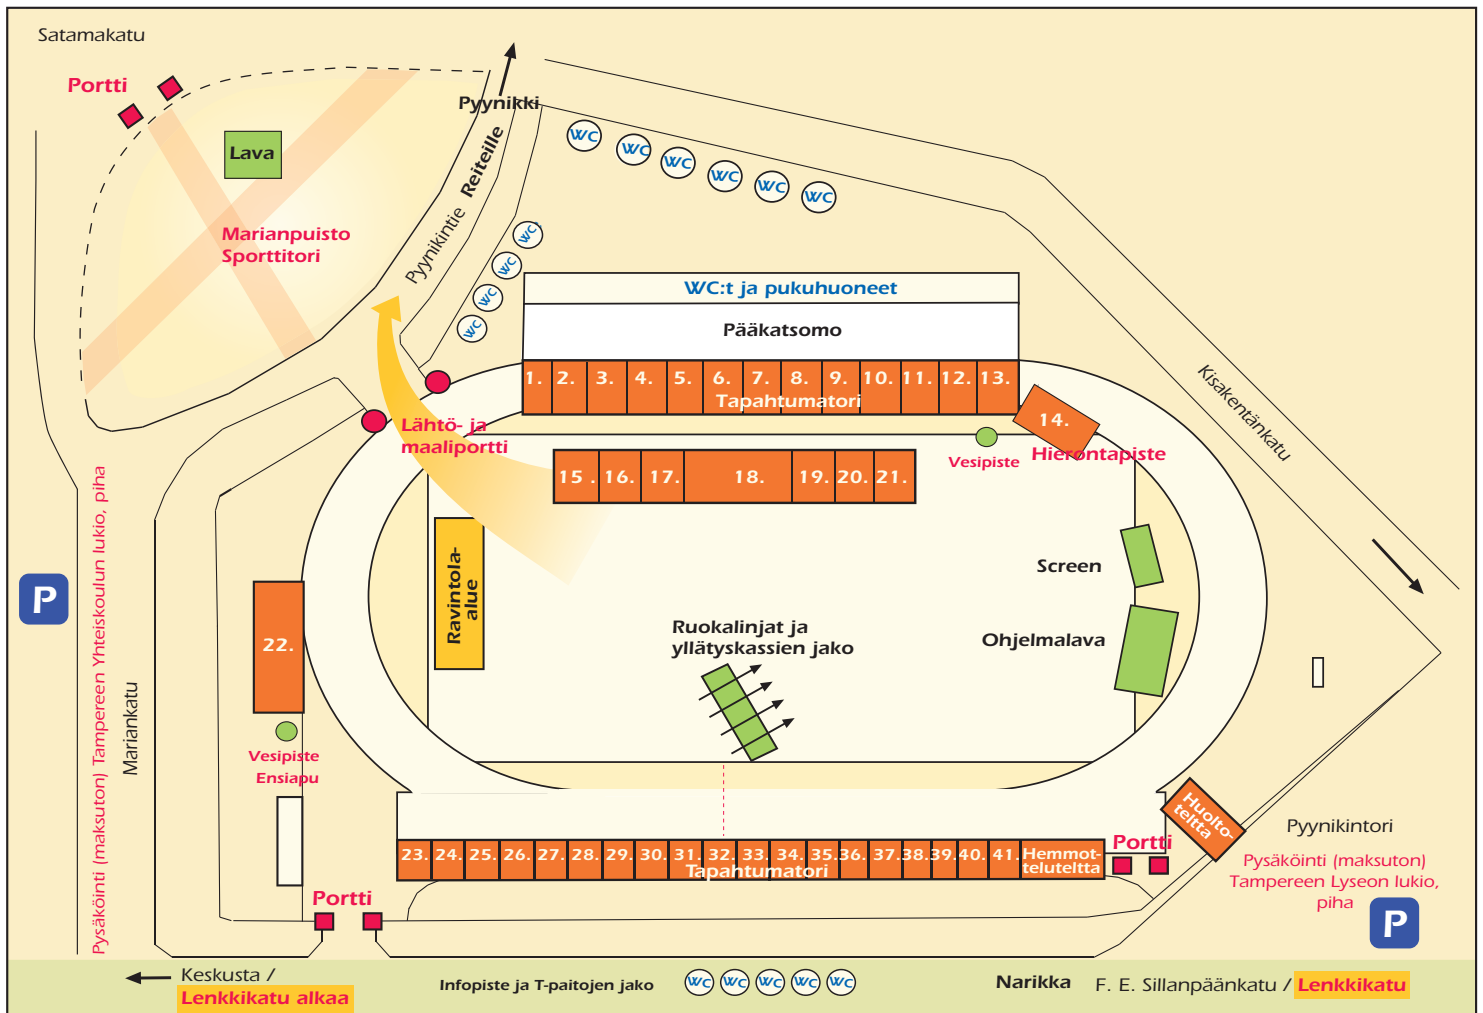 Satamakatu
Portti
Lava
Marianpuisto
Sporttitori
Pyynikki
Pyynikintie Reiteille
WC
WC
WC
WC
WC
WC
WC
WC
WC
WC
WC:t ja pukuhuoneet
Pääkatsomo
1. 2. 3. 4. 5. 6. 7. 8. 9. 10. 11. 12. 13.
Tapahtumatori
14.
Hierontapiste
Vesipiste
Kisakentänkatu
Lähtö- ja
maaliportti
15 . 16. 17. 18. 19. 20. 21.
Ravintola-
alue
Screen
Ohjelmalava
Ruokalinjat ja
yllätyskassien jako
P
Pysäköinti (maksuton) Tampereen Yhteiskoulun lukio, piha
Mariankatu
22.
Vesipiste
Ensiapu
23. 24. 25. 26. 27. 28. 29. 30. 31. 32. 33. 34. 35. 36. 37. 38. 39. 40. 41.
Tapahtumatori
Hemmot-
teluteltta
Portti
Huolto-
teltta
Pyynikintori
Pysäköinti (maksuton)
Tampereen Lyseon lukio,
piha
P
Portti
Keskusta /
Lenkkikatu alkaa
Infopiste ja T-paitojen jako
WC WC WC WC WC
Narikka
F. E. Sillanpäänkatu / Lenkkikatu